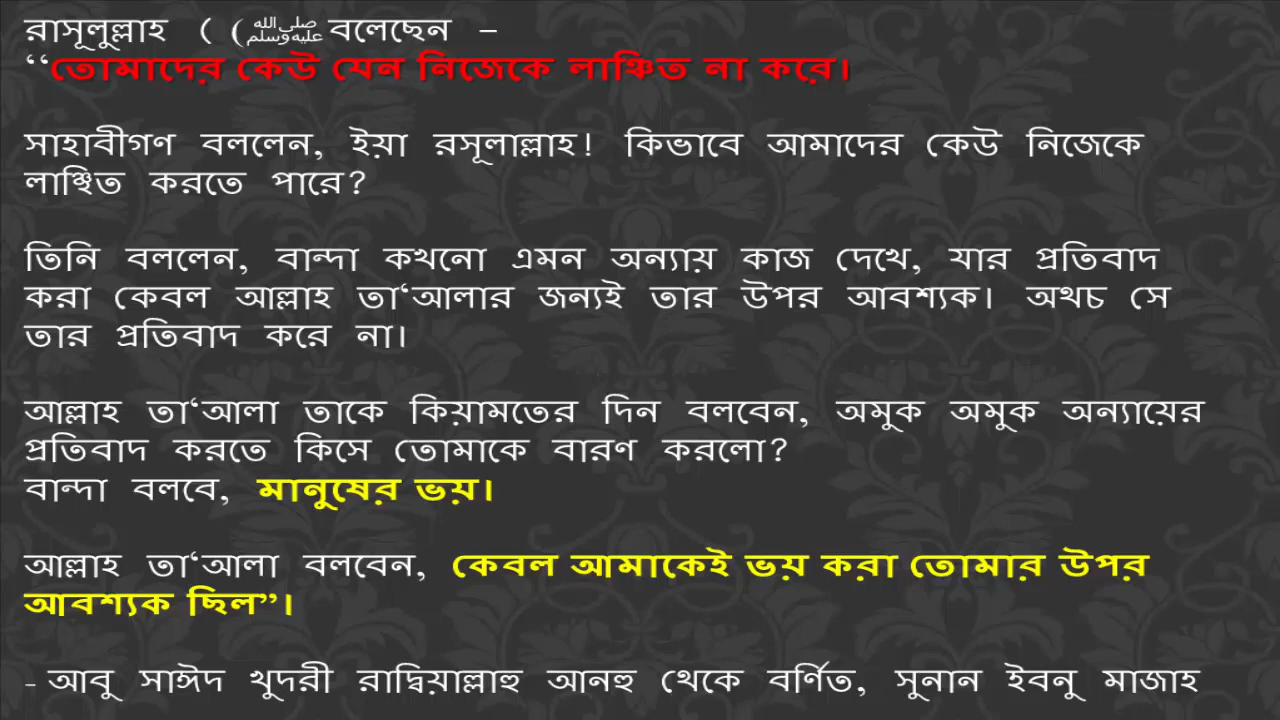 রাসূলুল্লাহ ( (ﷺবলেছেন –
‘‘তোমাদের কেউ যেন নিজেকে লাঞ্চিত না করে।
সাহাবীগণ বললেন, ইয়া রসূলাল্লাহ! কিভাবে আমাদের কেউ নিজেকে
লাঞ্ছিত করতে পারে?
তিনি বললেন, বান্দা কখনো এমন অন্যায় কাজ দেখে, যার প্রতিবাদ
করা কেবল আল্লাহ তা‘আলার জন্যই তার উপর আবশ্যক। অথচ সে
তার প্রতিবাদ করে না।
আল্লাহ তা‘আলা তাকে কিয়ামতের দিন বলবেন, অমুক অমুক অন্যায়ের
প্রতিবাদ করতে কিসে তোমাকে বারণ করলো?
বান্দা বলবে, মানুষের ভয়।
আল্লাহ তা‘আলা বলবেন, কেবল আমাকেই ভয় করা তোমার উপর
আবশ্যক ছিল”।
- আবু সাঈদ খুদরী রাদ্বিয়াল্লাহু আনহু থেকে বর্ণিত, সুনান ইবনু মাজাহ